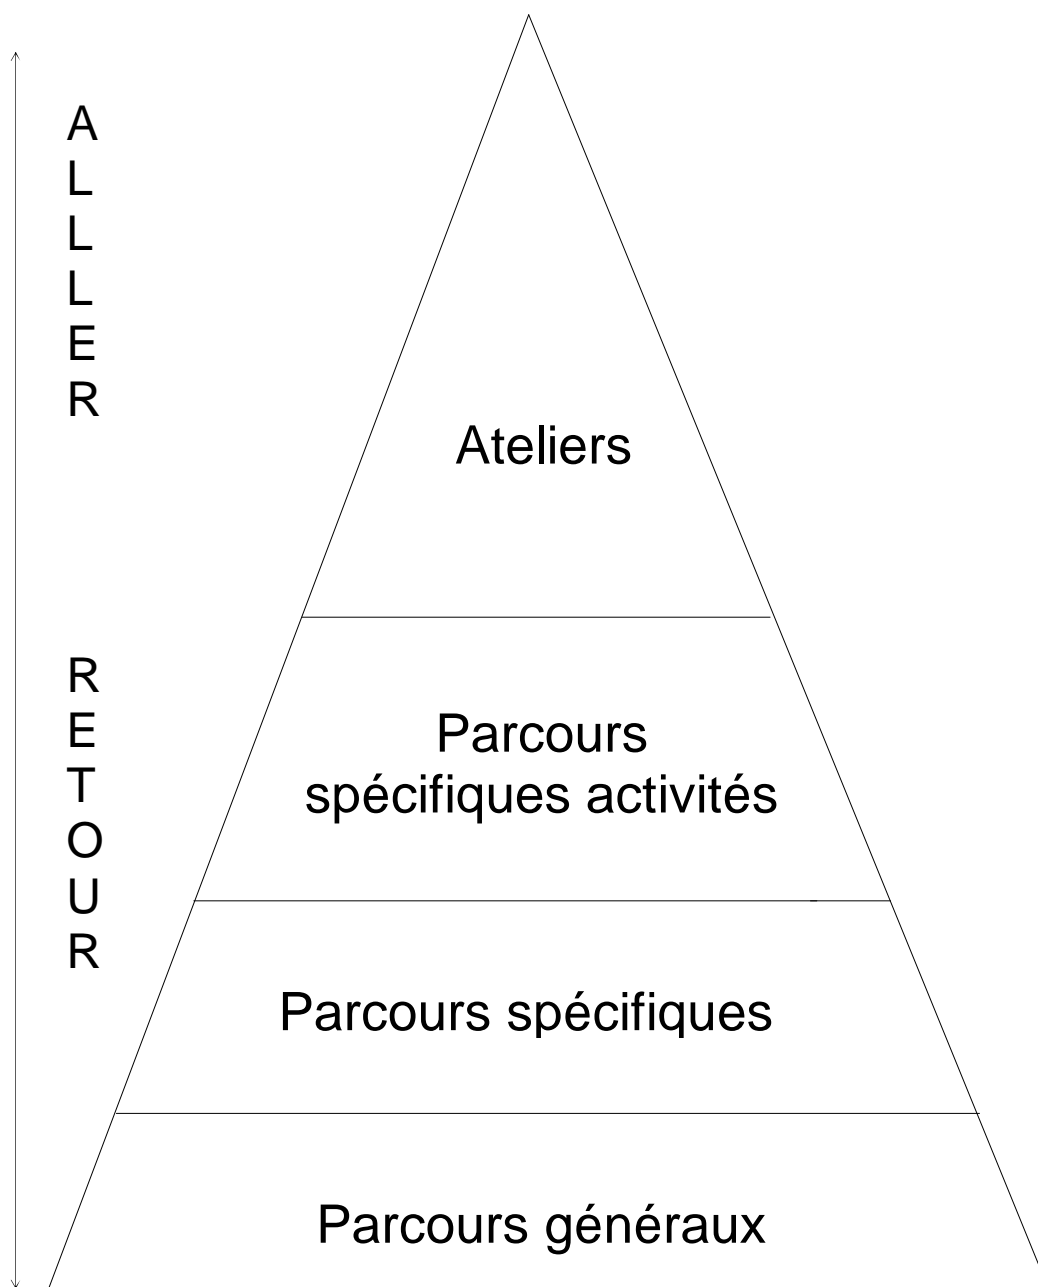 A
L
L
L
E
R
R
E
T
O
U
R
Ateliers
Parcours
spécifiques activités
Parcours spécifiques
Parcours généraux